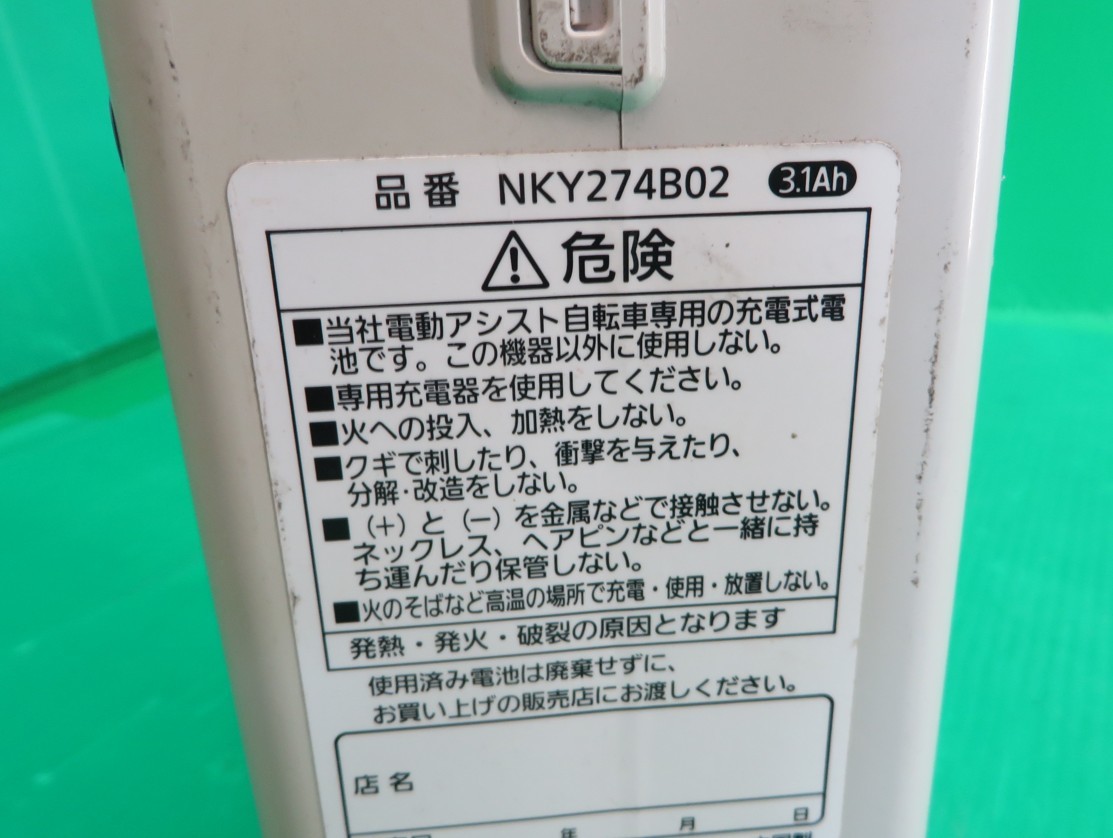 品番 NKY274B02 3.1Ah
危険
■当社電動アシスト自転車専用の充電式電
池です。この機器以外に使用しない。
■専用充電器を使用してください。
■火への投入、加熱をしない。
■クギで刺したり、衝撃を与えたり、
分解・改造をしない。
■(+)と(−)を金属などで接触させない。
ネックレス、ヘアピンなどと一緒に持
ち運んだり保管しない。
■火のそばなど高温の場所で充電・使用・放置しない。
発熱・発火・破裂の原因となります
使用済み電池は廃棄せずに、
お買い上げの販売店にお渡しください。
店名
年 月 日